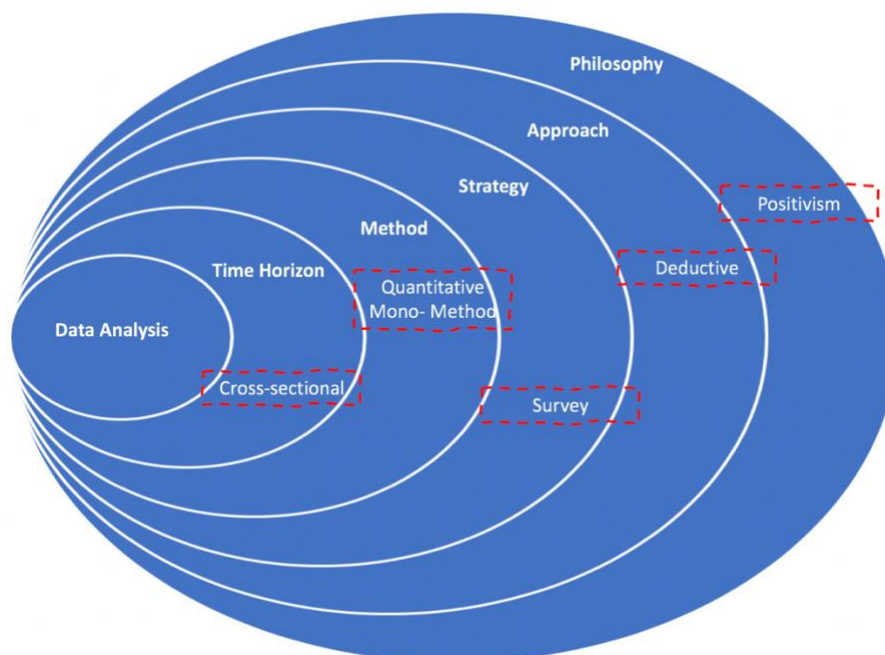 Philosophy
Approach
Strategy
Positivism
Method
Deductive
Time Horizon
Quantitative
Mono- Method
Data Analysis
Cross-sectional
Survey